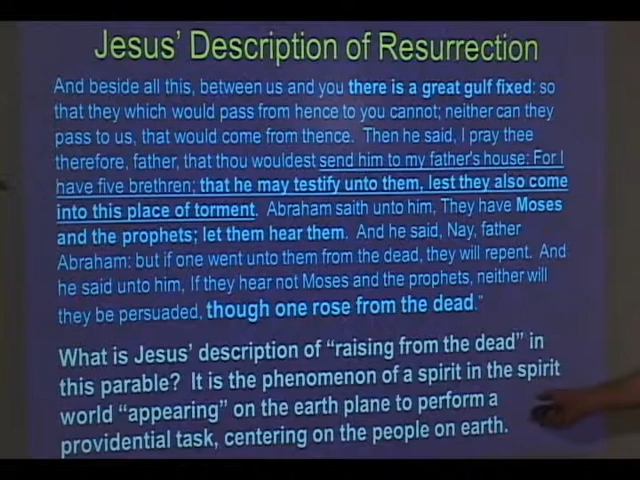 Jesus' Description of Resurrection
And beside all this, between us and you there is a great gulf fixed: so
that they which would pass from hence to you cannot; neither can they
pass to us, that would come from thence. Then he said, I pray thee
therefore, father, that thou wouldest send him to my father's house: For I
have five brethren; that he may testify unto them, lest they also come
into this place of torment. Abraham saith unto him, They have Moses
and the prophets; let them hear them. And he said, Nay, father
Abraham: but if one went unto them from the dead, they will repent. And
he said unto him, If they hear not Moses and the prophets, neither will
they be persuaded, though one rose from the dead."
What is Jesus' description of "raising from the dead" in
this parable? It is the phenomenon of a spirit in the spirit
world "appearing" on the earth plane to perform a
providential task, centering on the people on earth.